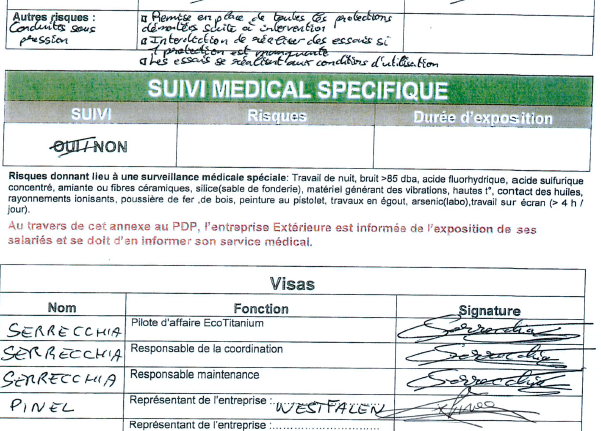 Autres risques :
Conduites sous
pression
Remise en place de toutes les protections
démontées suite à intervention
Interdiction de réaliser des essais si
1 protection est manquante
Les essais se réalisent aux conditions d'utilisation
SUIVI MEDICAL SPECIFIQUE
SUIVI Risques Durée d'exposition
OUI / NON
Risques donnant lieu à une surveillance médicale spéciale: Travail de nuit, bruit >85 dba, acide fluorhydrique, acide sulfurique
concentré, amiante ou fibres céramiques, silice(sable de fonderie), matériel générant des vibrations, hautes t°, contact des huiles,
rayonnements ionisants, poussière de fer ,de bois, peinture au pistolet, travaux en égout, arsenic(labo),travail sur écran (> 4 h /
jour).
Au travers de cet annexe au PDP, l'entreprise Extérieure est informée de l'exposition de ses
salariés et se doit d'en informer son service médical.
Visas
Nom Fonction Signature
SERRECCHIA Pilote d'affaire EcoTitanium Serrecchia
SERRECCHIA Responsable de la coordination Serrecchia
SERRECCHIA Responsable maintenance Serrecchia
PINEL Représentant de l'entreprise : WESTFALEN
Représentant de l'entreprise :